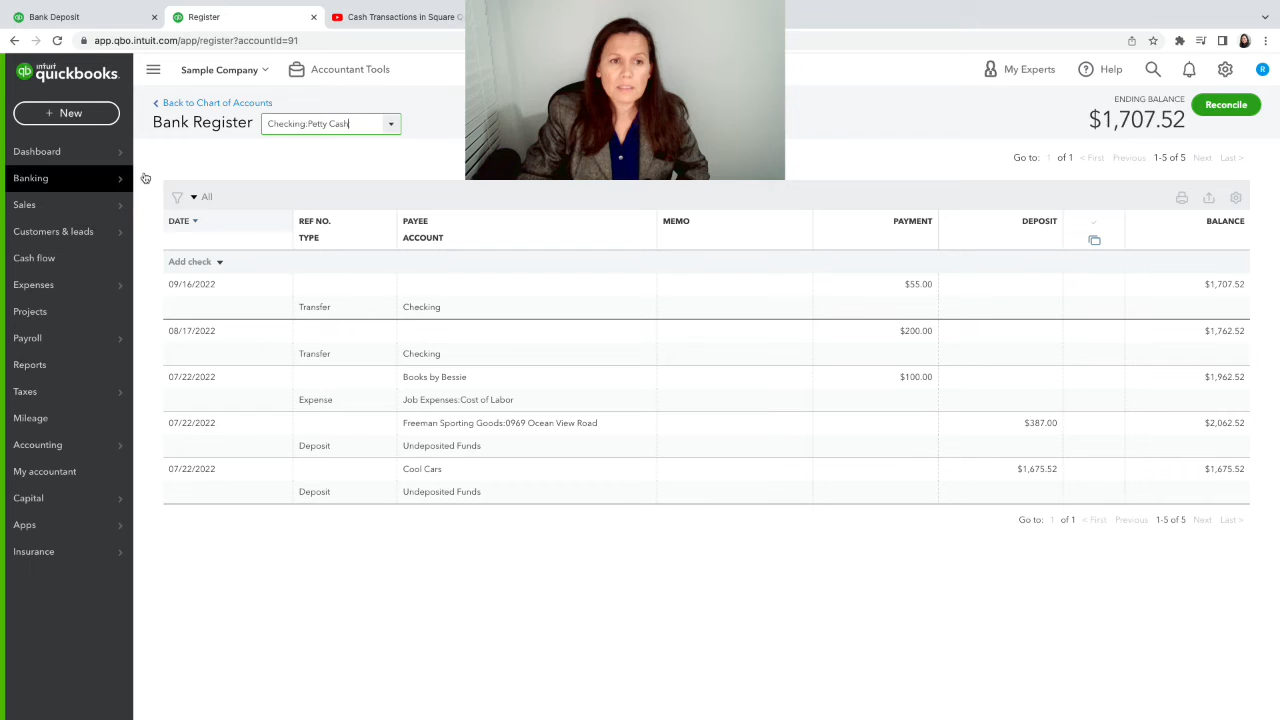 Bank Deposit
Register
Cash Transactions in Square Q
app.qbo.intuit.com/app/register?accountId=91
intuit quickbooks.
Sample Company
Accountant Tools
My Experts
Help
R
+ New
Back to Chart of Accounts
Bank Register
Checking:Petty Cash
ENDING BALANCE
$1,707.52
Reconcile
Dashboard
Banking
Sales
Customers & leads
Cash flow
Expenses
Projects
Payroll
Reports
Taxes
Mileage
Accounting
My accountant
Capital
Apps
Insurance
Go to: 1 of 1 < First Previous 1-5 of 5 Next Last >
All
DATE REF NO. PAYEE MEMO PAYMENT DEPOSIT BALANCE
TYPE ACCOUNT
Add check
09/16/2022 $55.00 $1,707.52
Transfer Checking
08/17/2022 $200.00 $1,762.52
Transfer Checking
07/22/2022 Books by Bessie $100.00 $1,962.52
Expense Job Expenses:Cost of Labor
07/22/2022 Freeman Sporting Goods:0969 Ocean View Road $387.00 $2,062.52
Deposit Undeposited Funds
07/22/2022 Cool Cars $1,675.52 $1,675.52
Deposit Undeposited Funds
Go to: 1 of 1 < First Previous 1-5 of 5 Next Last >